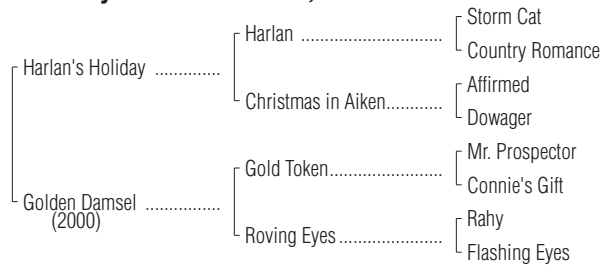 Storm Cat
Harlan ..............................
Country Romance
Harlan's Holiday ..............
Affirmed
Christmas in Aiken............
Dowager
Mr. Prospector
Gold Token........................
Connie's Gift
Golden Damsel ................
(2000)
Rahy
Roving Eyes ......................
Flashing Eyes